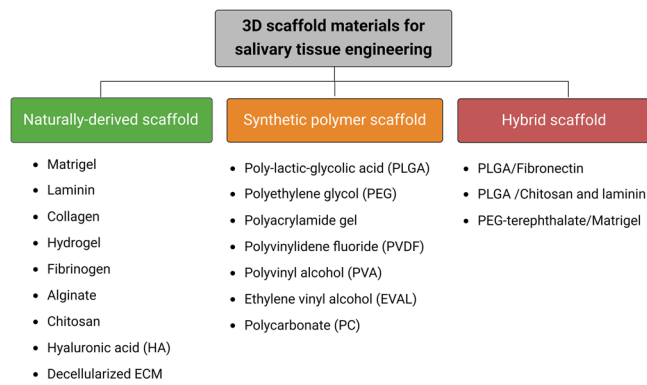 3D scaffold materials for
salivary tissue engineering
Naturally-derived scaffold
Matrigel
Laminin
Collagen
Hydrogel
Fibrinogen
Alginate
Chitosan
Hyaluronic acid (HA)
Decellularized ECM
Synthetic polymer scaffold
Poly-lactic-glycolic acid (PLGA)
Polyethylene glycol (PEG)
Polyacrylamide gel
Polyvinylidene fluoride (PVDF)
Polyvinyl alcohol (PVA)
Ethylene vinyl alcohol (EVAL)
Polycarbonate (PC)
Hybrid scaffold
PLGA/Fibronectin
PLGA /Chitosan and laminin
PEG-terephthalate/Matrigel